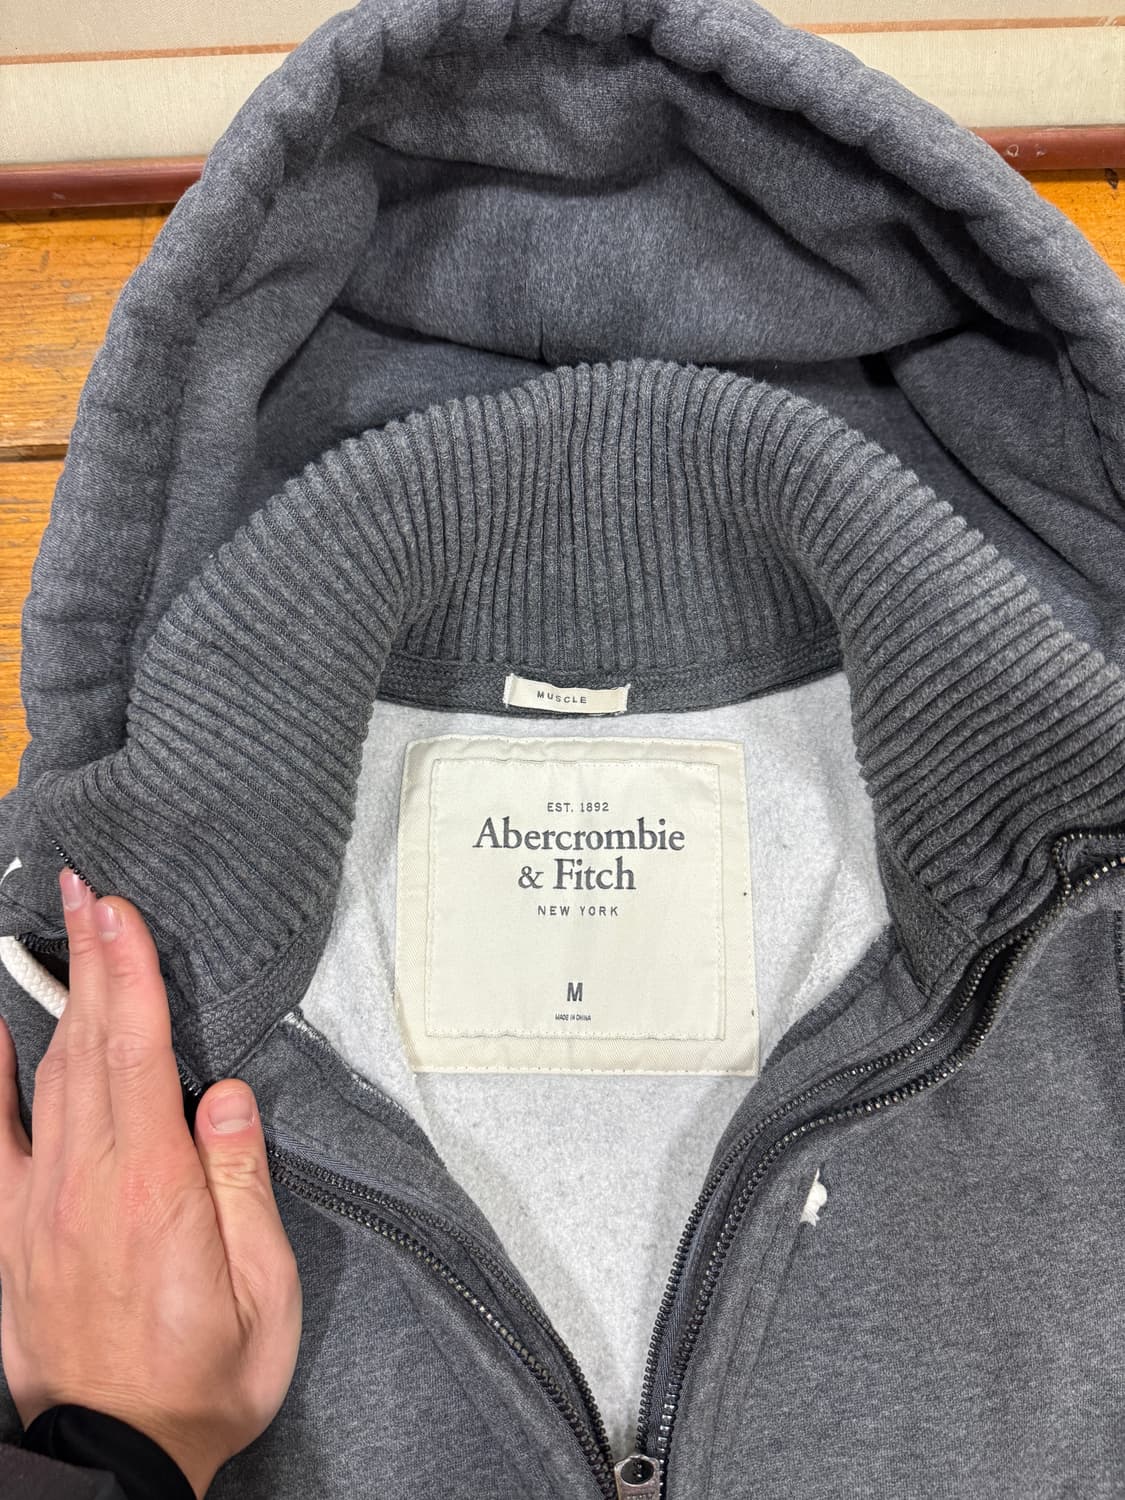 MUSCLE
EST. 1892
Abercrombie
& Fitch
NEW YORK
M
MADE IN CHINA